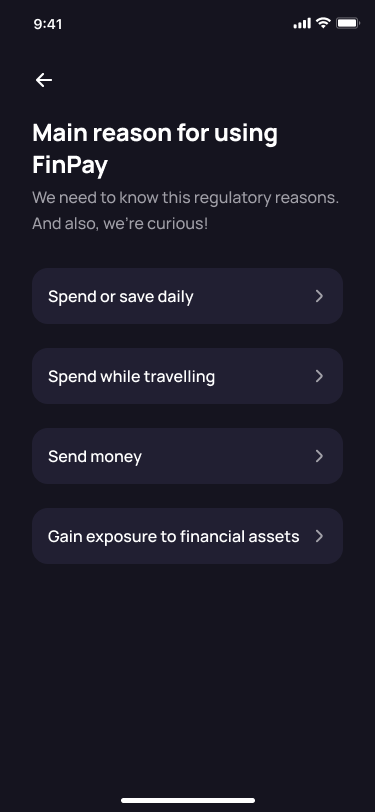 9:41
Main reason for using
FinPay
We need to know this regulatory reasons.
And also, we're curious!
Spend or save daily
Spend while travelling
Send money
Gain exposure to financial assets